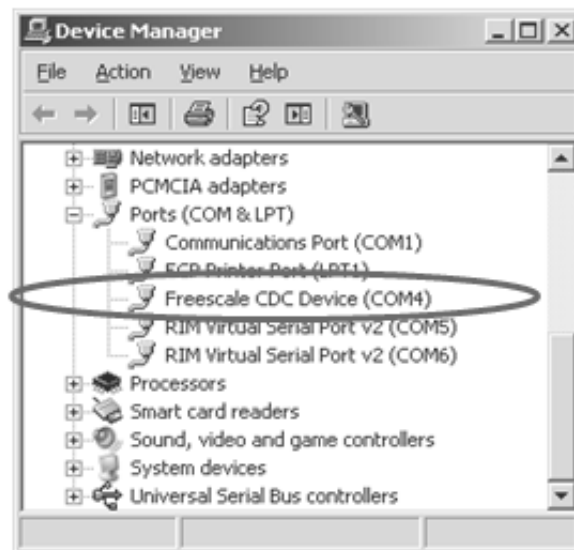 Device Manager
File Action View Help
Network adapters
PCMCIA adapters
Ports (COM & LPT)
Communications Port (COM1)
ECP Printer Port (LPT1)
Freescale CDC Device (COM4)
RIM Virtual Serial Port v2 (COM5)
RIM Virtual Serial Port v2 (COM6)
Processors
Smart card readers
Sound, video and game controllers
System devices
Universal Serial Bus controllers